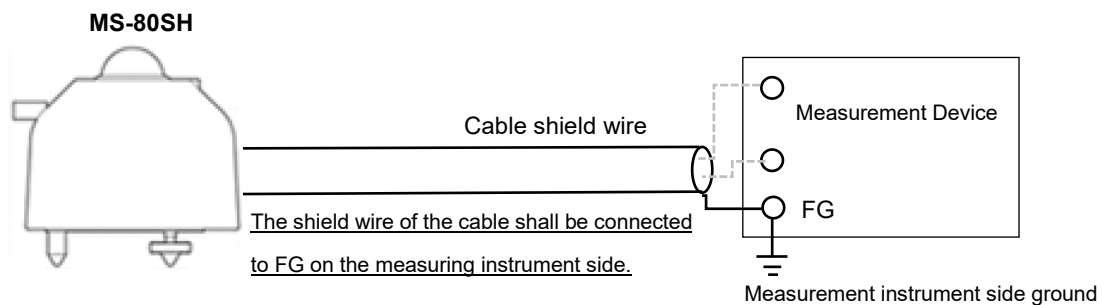 MS-80SH
Measurement Device
Cable shield wire
FG
The shield wire of the cable shall be connected
to FG on the measuring instrument side.
Measurement instrument side ground